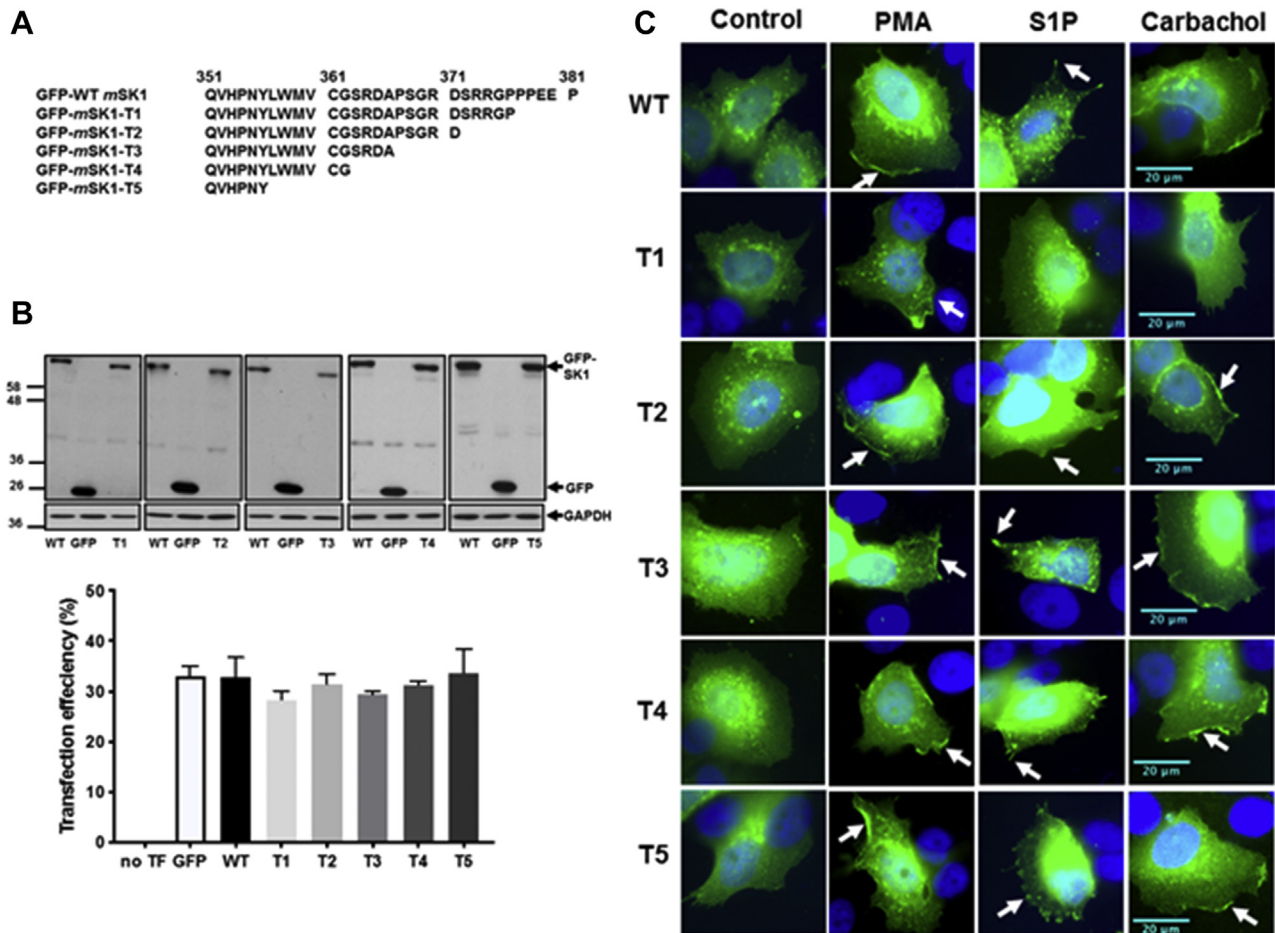 A
351 361 371 381
GFP-WT mSK1 QVHPNYLWMV CGSRDAPSGR DSRRGPPPEE P
GFP-mSK1-T1 QVHPNYLWMV CGSRDAPSGR DSRRGP
GFP-mSK1-T2 QVHPNYLWMV CGSRDAPSGR D
GFP-mSK1-T3 QVHPNYLWMV CGSRDA
GFP-mSK1-T4 QVHPNYLWMV CG
GFP-mSK1-T5 QVHPNY
B
GFP-
SK1
58
48
36
26
GFP
36
GAPDH
WT GFP T1 WT GFP T2 WT GFP T3 WT GFP T4 WT GFP T5
Transfection effeciency (%)
50
40
30
20
10
0
no TF GFP WT T1 T2 T3 T4 T5
C
Control PMA S1P Carbachol
WT
20 µm
T1
20 µm
T2
20 µm
T3
20 µm
T4
20 µm
T5
20 µm